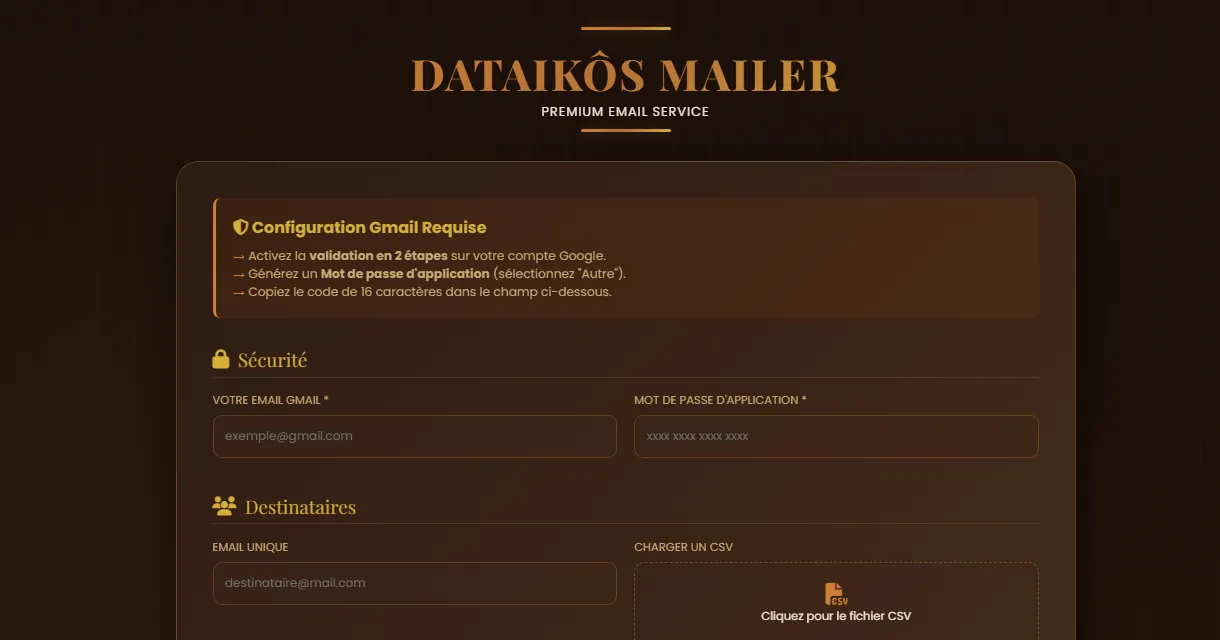 DATAIKÔS MAILER
PREMIUM EMAIL SERVICE
Configuration Gmail Requise
→ Activez la validation en 2 étapes sur votre compte Google.
→ Générez un Mot de passe d'application (sélectionnez "Autre").
→ Copiez le code de 16 caractères dans le champ ci-dessous.
Sécurité
VOTRE EMAIL GMAIL *
MOT DE PASSE D'APPLICATION *
exemple@gmail.com
xxxx xxxx xxxx xxxx
Destinataires
EMAIL UNIQUE
CHARGER UN CSV
destinataire@mail.com
CSV
Cliquez pour le fichier CSV